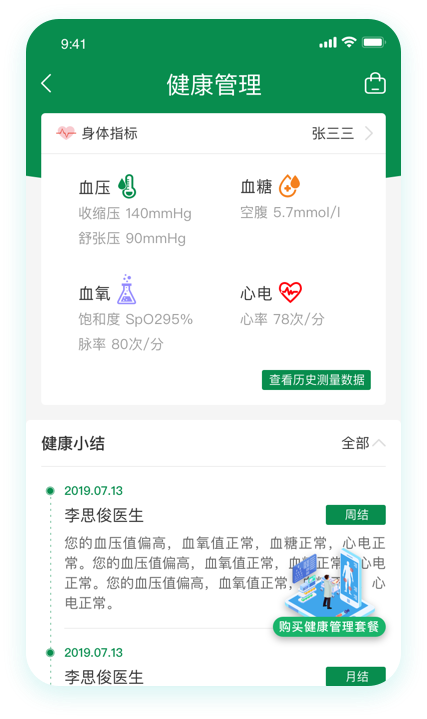 9:41
健康管理
身体指标 张三三
血压 血糖
收缩压 140mmHg 空腹 5.7mmol/l
舒张压 90mmHg
血氧 心电
饱和度 SpO295% 心率 78次/分
脉率 80次/分
查看历史测量数据
健康小结 全部
2019.07.13
李思俊医生 周结
您的血压值偏高，血氧值正常，血糖正常，心电正
常。您的血压值偏高，血氧值正常，血糖正常，心电
正常。您的血压值偏高，血氧值正常，血 心
电正常。
购买健康管理套餐
2019.07.13
李思俊医生 月结